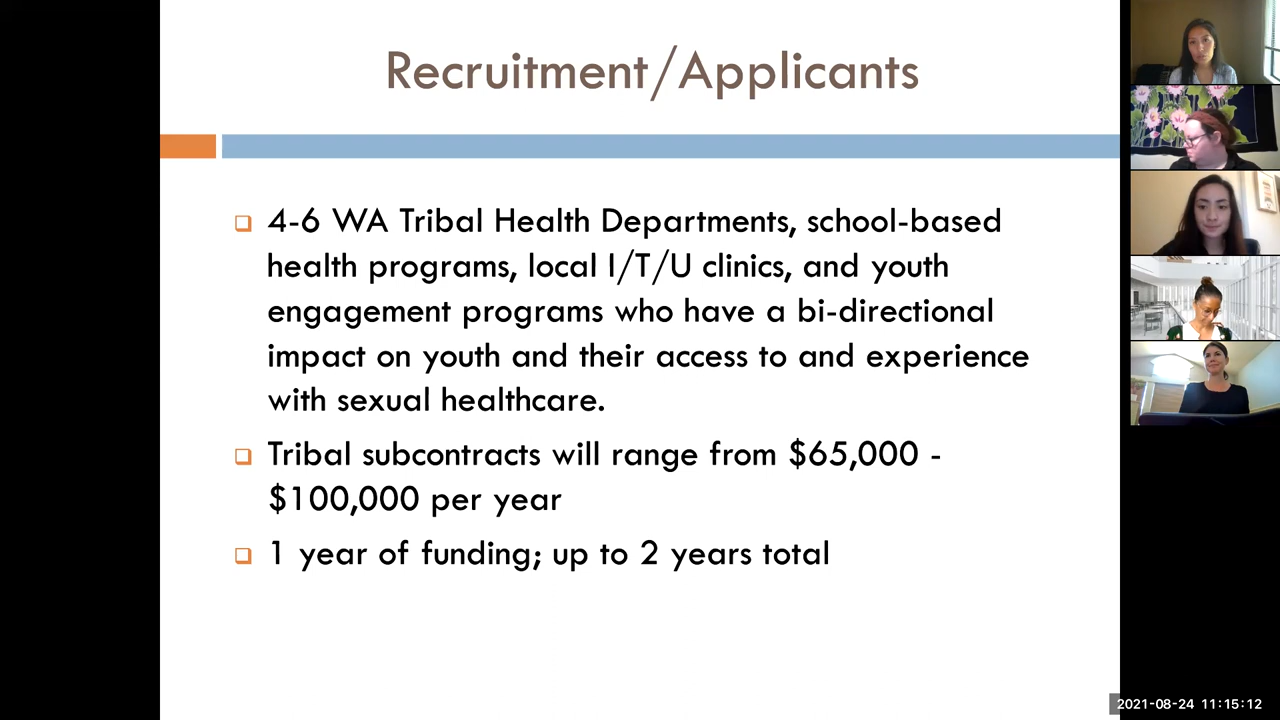 Recruitment/Applicants
4-6 WA Tribal Health Departments, school-based
health programs, local I/T/U clinics, and youth
engagement programs who have a bi-directional
impact on youth and their access to and experience
with sexual healthcare.
Tribal subcontracts will range from $65,000 -
$100,000 per year
1 year of funding; up to 2 years total
2021-08-24 11:15:12